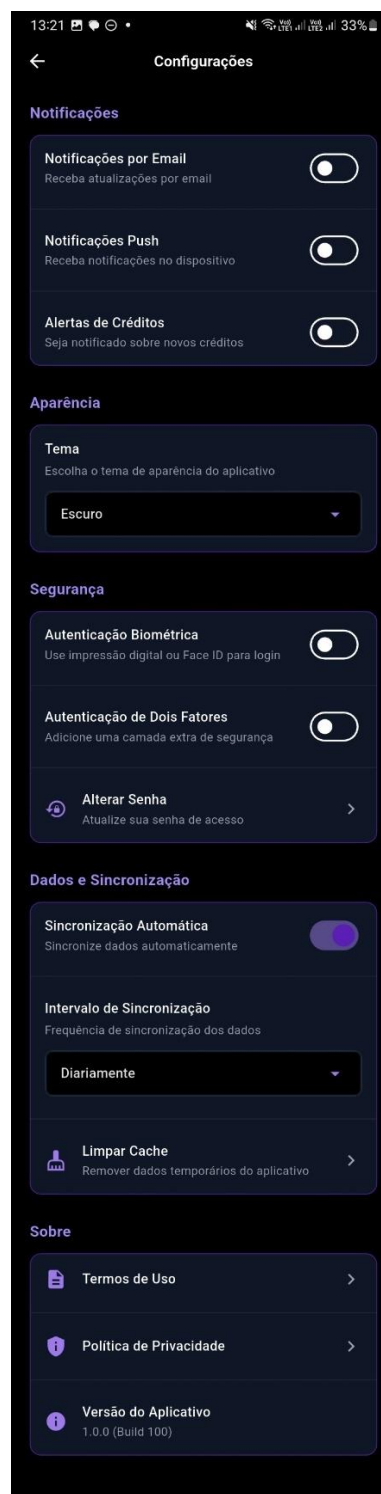 13:21 33%
Configurações
Notificações
Notificações por Email
Receba atualizações por email
Notificações Push
Receba notificações no dispositivo
Alertas de Créditos
Seja notificado sobre novos créditos
Aparência
Tema
Escolha o tema de aparência do aplicativo
Escuro
Segurança
Autenticação Biométrica
Use impressão digital ou Face ID para login
Autenticação de Dois Fatores
Adicione uma camada extra de segurança
Alterar Senha
Atualize sua senha de acesso
Dados e Sincronização
Sincronização Automática
Sincronize dados automaticamente
Intervalo de Sincronização
Frequência de sincronização dos dados
Diariamente
Limpar Cache
Remover dados temporários do aplicativo
Sobre
Termos de Uso
Política de Privacidade
Versão do Aplicativo
1.0.0 (Build 100)